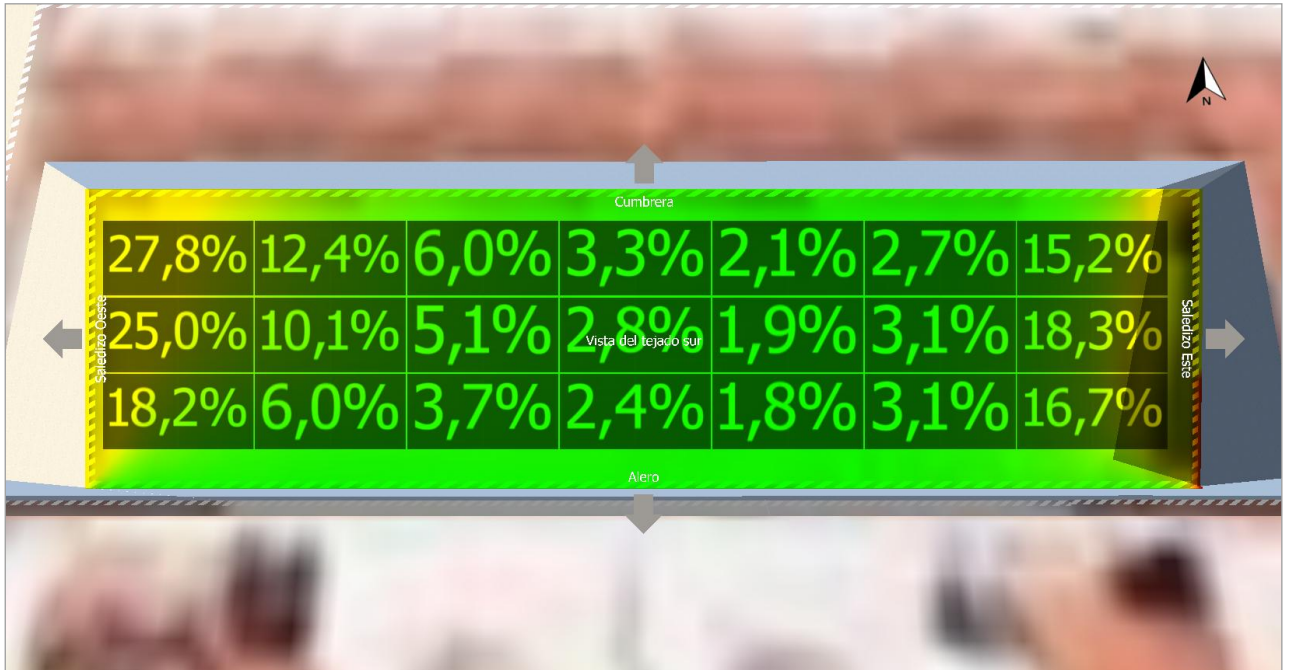 N
Cumbrera
27,8% 12,4% 6,0% 3,3% 2,1% 2,7% 15,2%
Saledizo Oeste
25,0% 10,1% 5,1% 2,8% 1,9% 3,1% 18,3%
Vista del tejado sur
Saledizo Este
18,2% 6,0% 3,7% 2,4% 1,8% 3,1% 16,7%
Alero